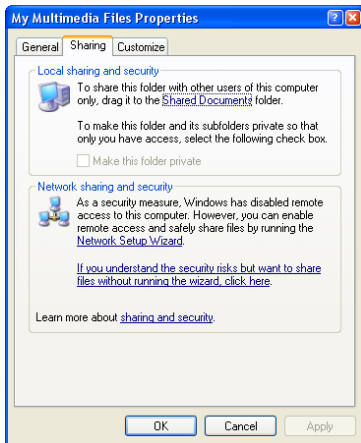 My Multimedia Files Properties
General Sharing Customize
Local sharing and security
To share this folder with other users of this computer
only, drag it to the Shared Documents folder.
To make this folder and its subfolders private so that
only you have access, select the following check box.
Make this folder private
Network sharing and security
As a security measure, Windows has disabled remote
access to this computer. However, you can enable
remote access and safely share files by running the
Network Setup Wizard.
If you understand the security risks but want to share
files without running the wizard, click here.
Learn more about sharing and security.
OK Cancel Apply